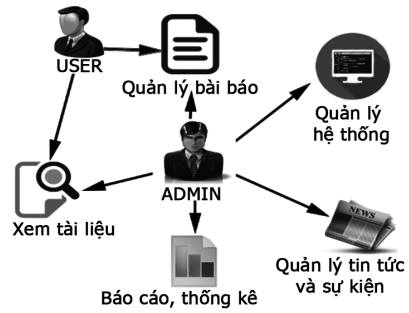 USER
Quản lý bài báo
Quản lý
hệ thống
ADMIN
Xem tài liệu
NEWS
Quản lý tin tức
và sự kiện
Báo cáo, thống kê